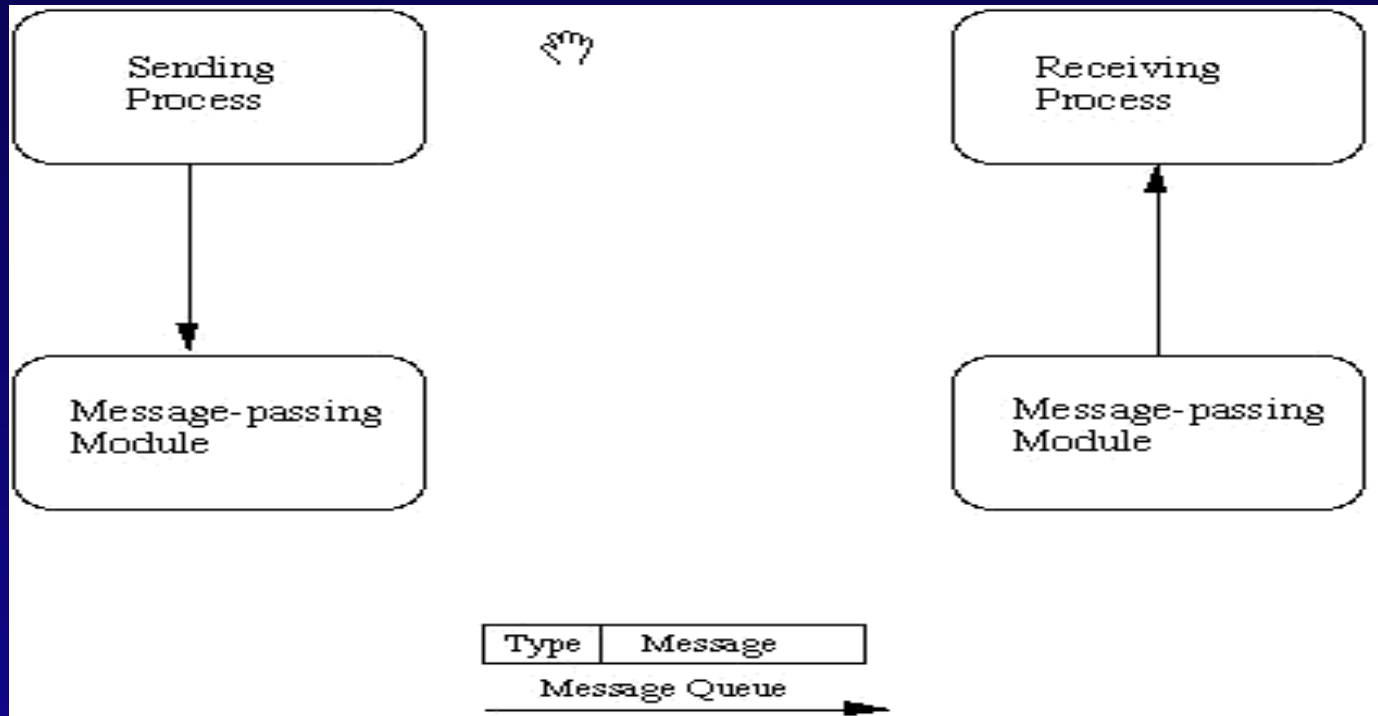 Sending
Process
Receiving
Process
Message-passing
Module
Message-passing
Module
Type
Message
Message Queue